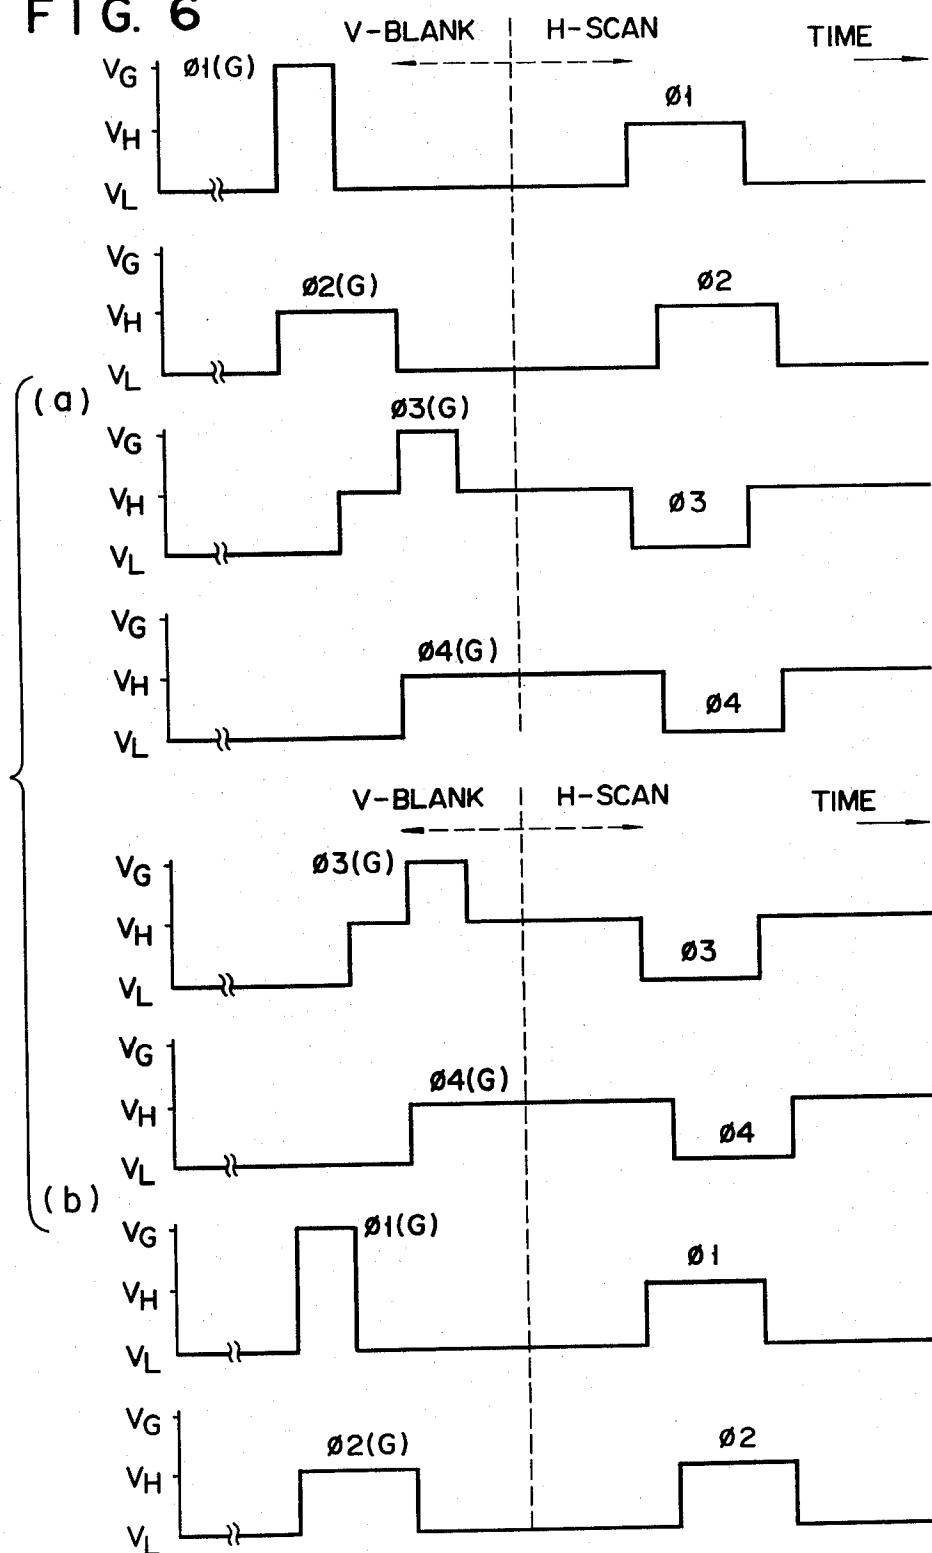 FIG. 6
V-BLANK H-SCAN TIME
VG Ø1(G)
Ø1
VH
VL
VG
Ø2(G) Ø2
VH
VL
(a)
Ø3(G)
VG
VH Ø3
VL
VG
Ø4(G)
VH
Ø4
VL
V-BLANK H-SCAN TIME
VG Ø3(G)
VH
Ø3
VL
VG
Ø4(G)
VH
Ø4
VL
(b)
VG Ø1(G)
Ø1
VH
VL
VG
Ø2(G) Ø2
VH
VL